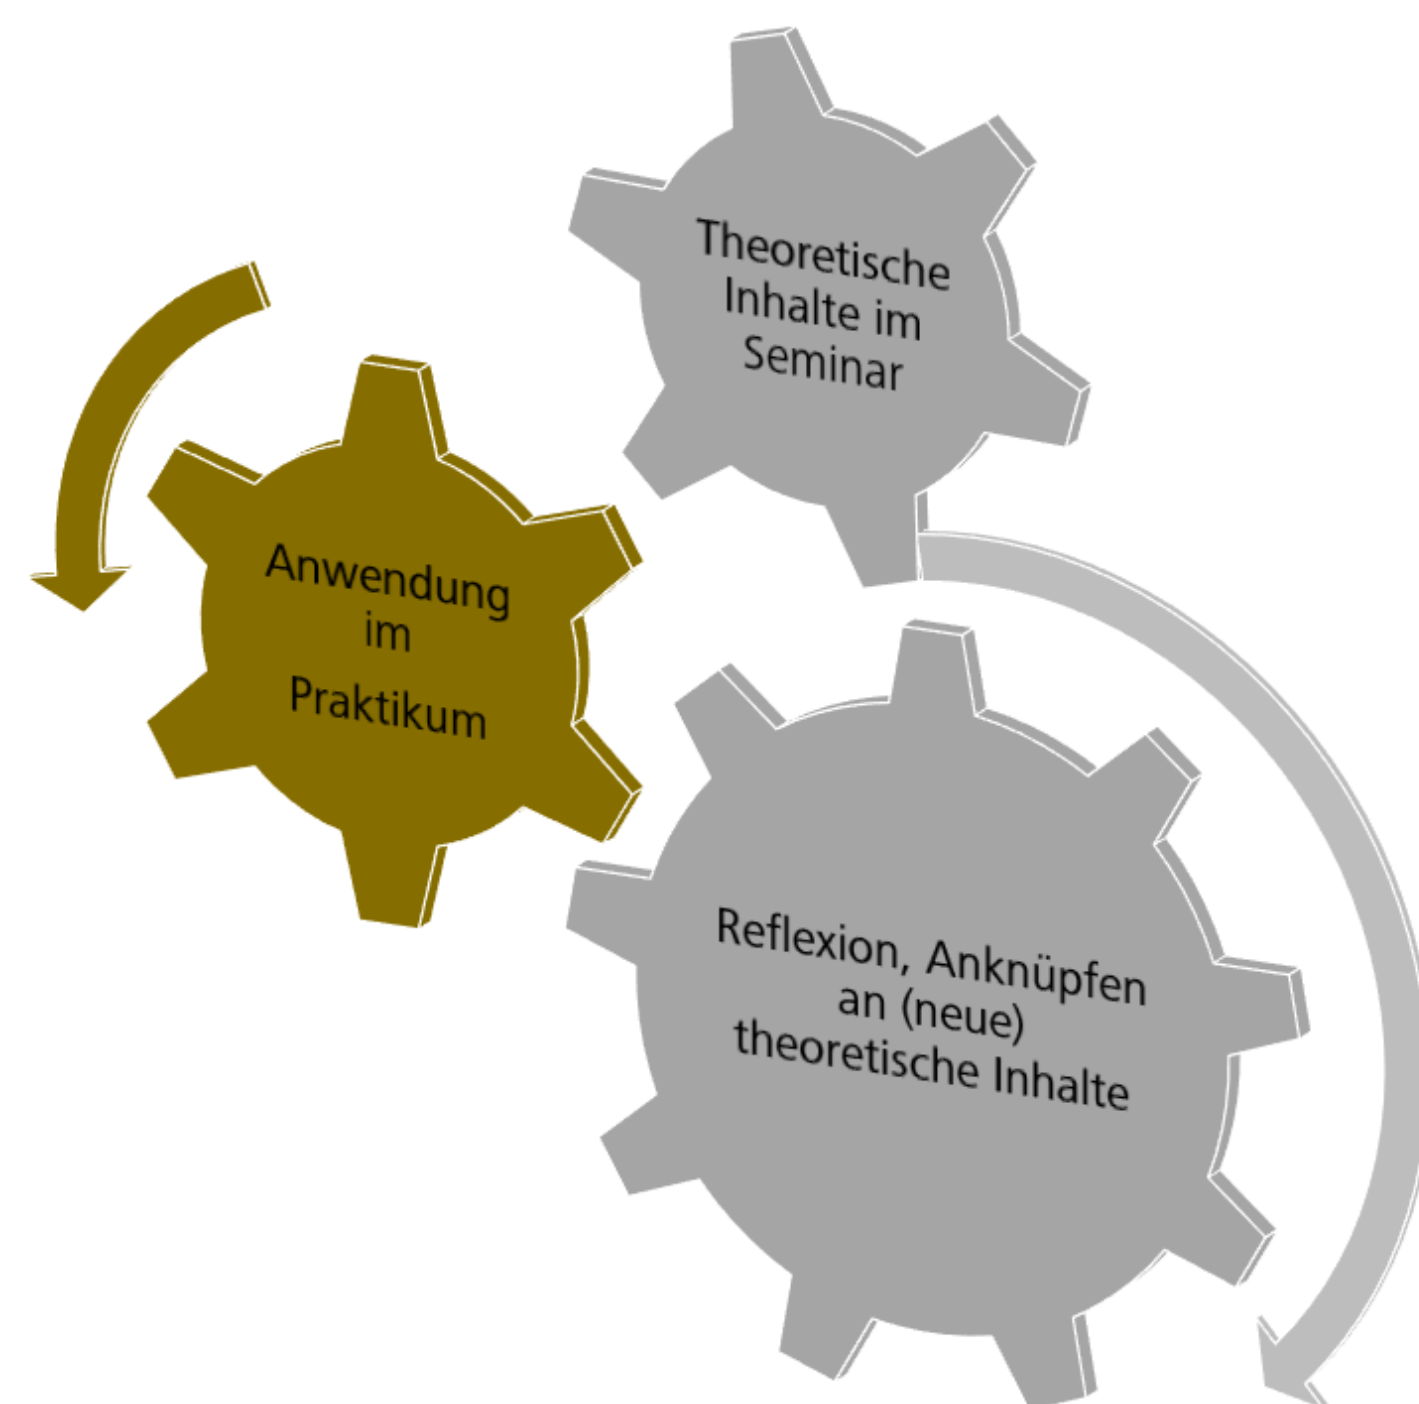 Theoretische
Inhalte im
Seminar
Anwendung
im
Praktikum
Reflexion, Anknüpfen
an (neue)
theoretische Inhalte